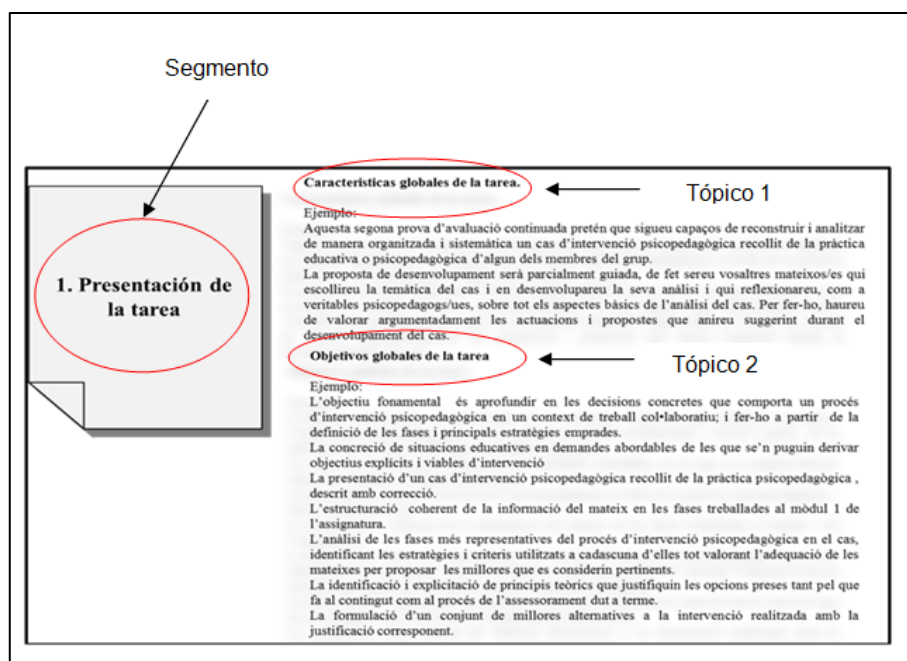 Segmento
1. Presentación de
la tarea
Características globales de la tarea.
Tópico 1
Ejemplo:
Aquesta segona prova d'avaluació continuada pretén que sigueu capaços de reconstruir i analitzar
de manera organitzada i sistemàtica un cas d'intervenció psicopedagògica recollit de la pràctica
educativa o psicopedagògica d'algun dels membres del grup.
La proposta de desenvolupament serà parcialment guiada, de fet sereu vosaltres mateixos/es qui
escollireu la temàtica del cas i en desenvolupareu la seva anàlisi i qui reflexionareu, com a
veritables psicopedagogs/ues, sobre tot els aspectes bàsics de l'anàlisi del cas. Per fer-ho, haureu
de valorar argumentadament les actuacions i propostes que anireu suggerint durant el
desenvolupament del cas.
Objetivos globales de la tarea
Tópico 2
Ejemplo:
L'objectiu fonamental és aprofundir en les decisions concretes que comporta un procés
d'intervenció psicopedagògica en un context de treball col•laboratiu; i fer-ho a partir de la
definició de les fases i principals estratègies emprades.
La concreció de situacions educatives en demandes abordables de les que se'n puguin derivar
objectius explícits i viables d'intervenció
La presentació d'un cas d'intervenció psicopedagògica recollit de la pràctica psicopedagògica ,
descrit amb correcció.
L'estructuració coherent de la informació del mateix en les fases treballades al mòdul 1 de
l'assignatura.
L'anàlisi de les fases més representatives del procés d'intervenció psicopedagògica en el cas,
identificant les estratègies i criteris utilitzats a cadascuna d'elles tot valorant l'adequació de les
mateixes per proposar les millores que es considerin pertinents.
La identificació i explicitació de principis teòrics que justifiquin les opcions preses tant pel que
fa al contingut com al procés de l'assessorament dut a terme.
La formulació d'un conjunt de millores alternatives a la intervenció realitzada amb la
justificació corresponent.